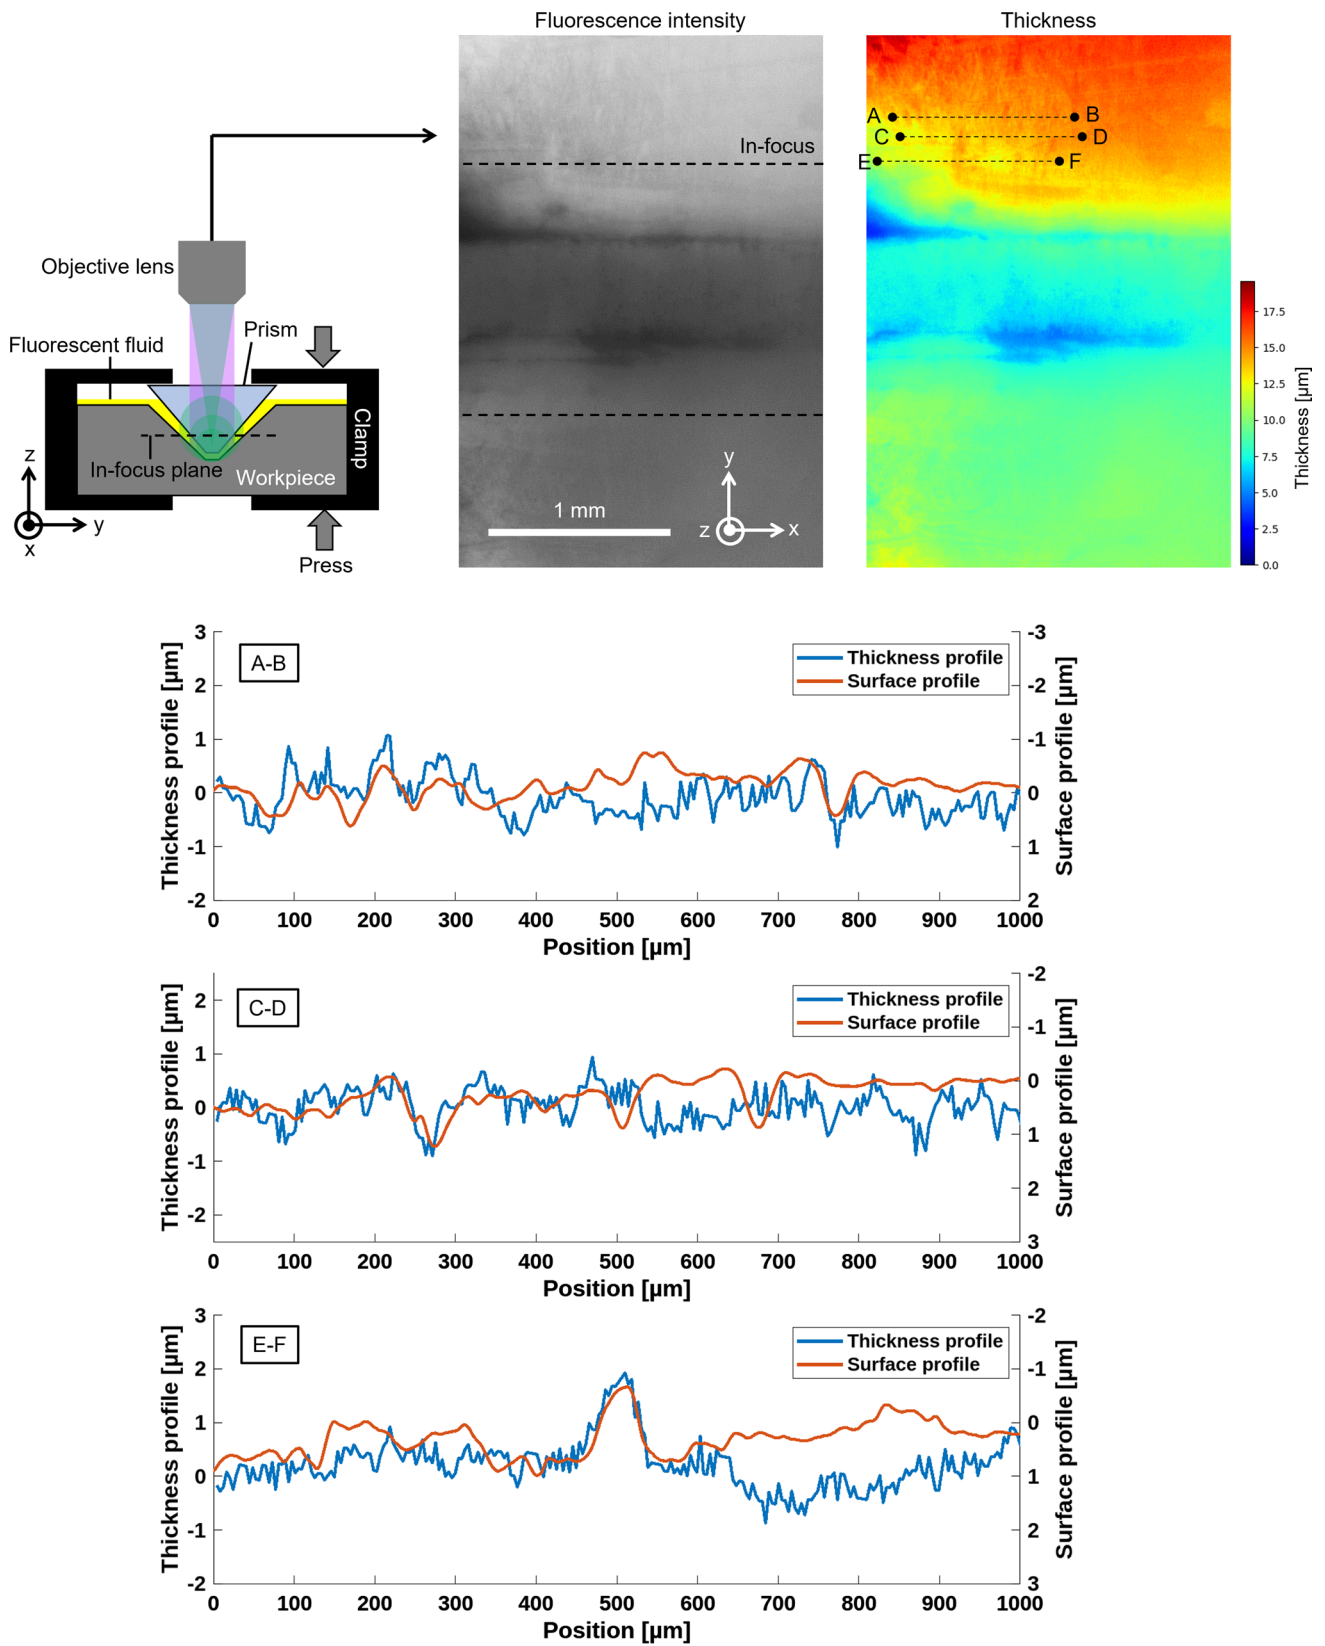 Fluorescence intensity
Thickness
Objective lens
Prism
Fluorescent fluid
Clamp
In-focus plane
Workpiece
z
y
x
Press
In-focus
1 mm
y
z
x
A
B
C
D
E
F
17.5
15.0
12.5
10.0
7.5
5.0
2.5
0.0
Thickness [µm]
A-B
Thickness profile
Surface profile
3
2
1
0
-1
-2
Thickness profile [µm]
-3
-2
-1
0
1
2
Surface profile [µm]
0 100 200 300 400 500 600 700 800 900 1000
Position [µm]
C-D
Thickness profile
Surface profile
2
1
0
-1
-2
Thickness profile [µm]
-2
-1
0
1
2
3
Surface profile [µm]
0 100 200 300 400 500 600 700 800 900 1000
Position [µm]
E-F
Thickness profile
Surface profile
3
2
1
0
-1
-2
Thickness profile [µm]
-2
-1
0
1
2
3
Surface profile [µm]
0 100 200 300 400 500 600 700 800 900 1000
Position [µm]